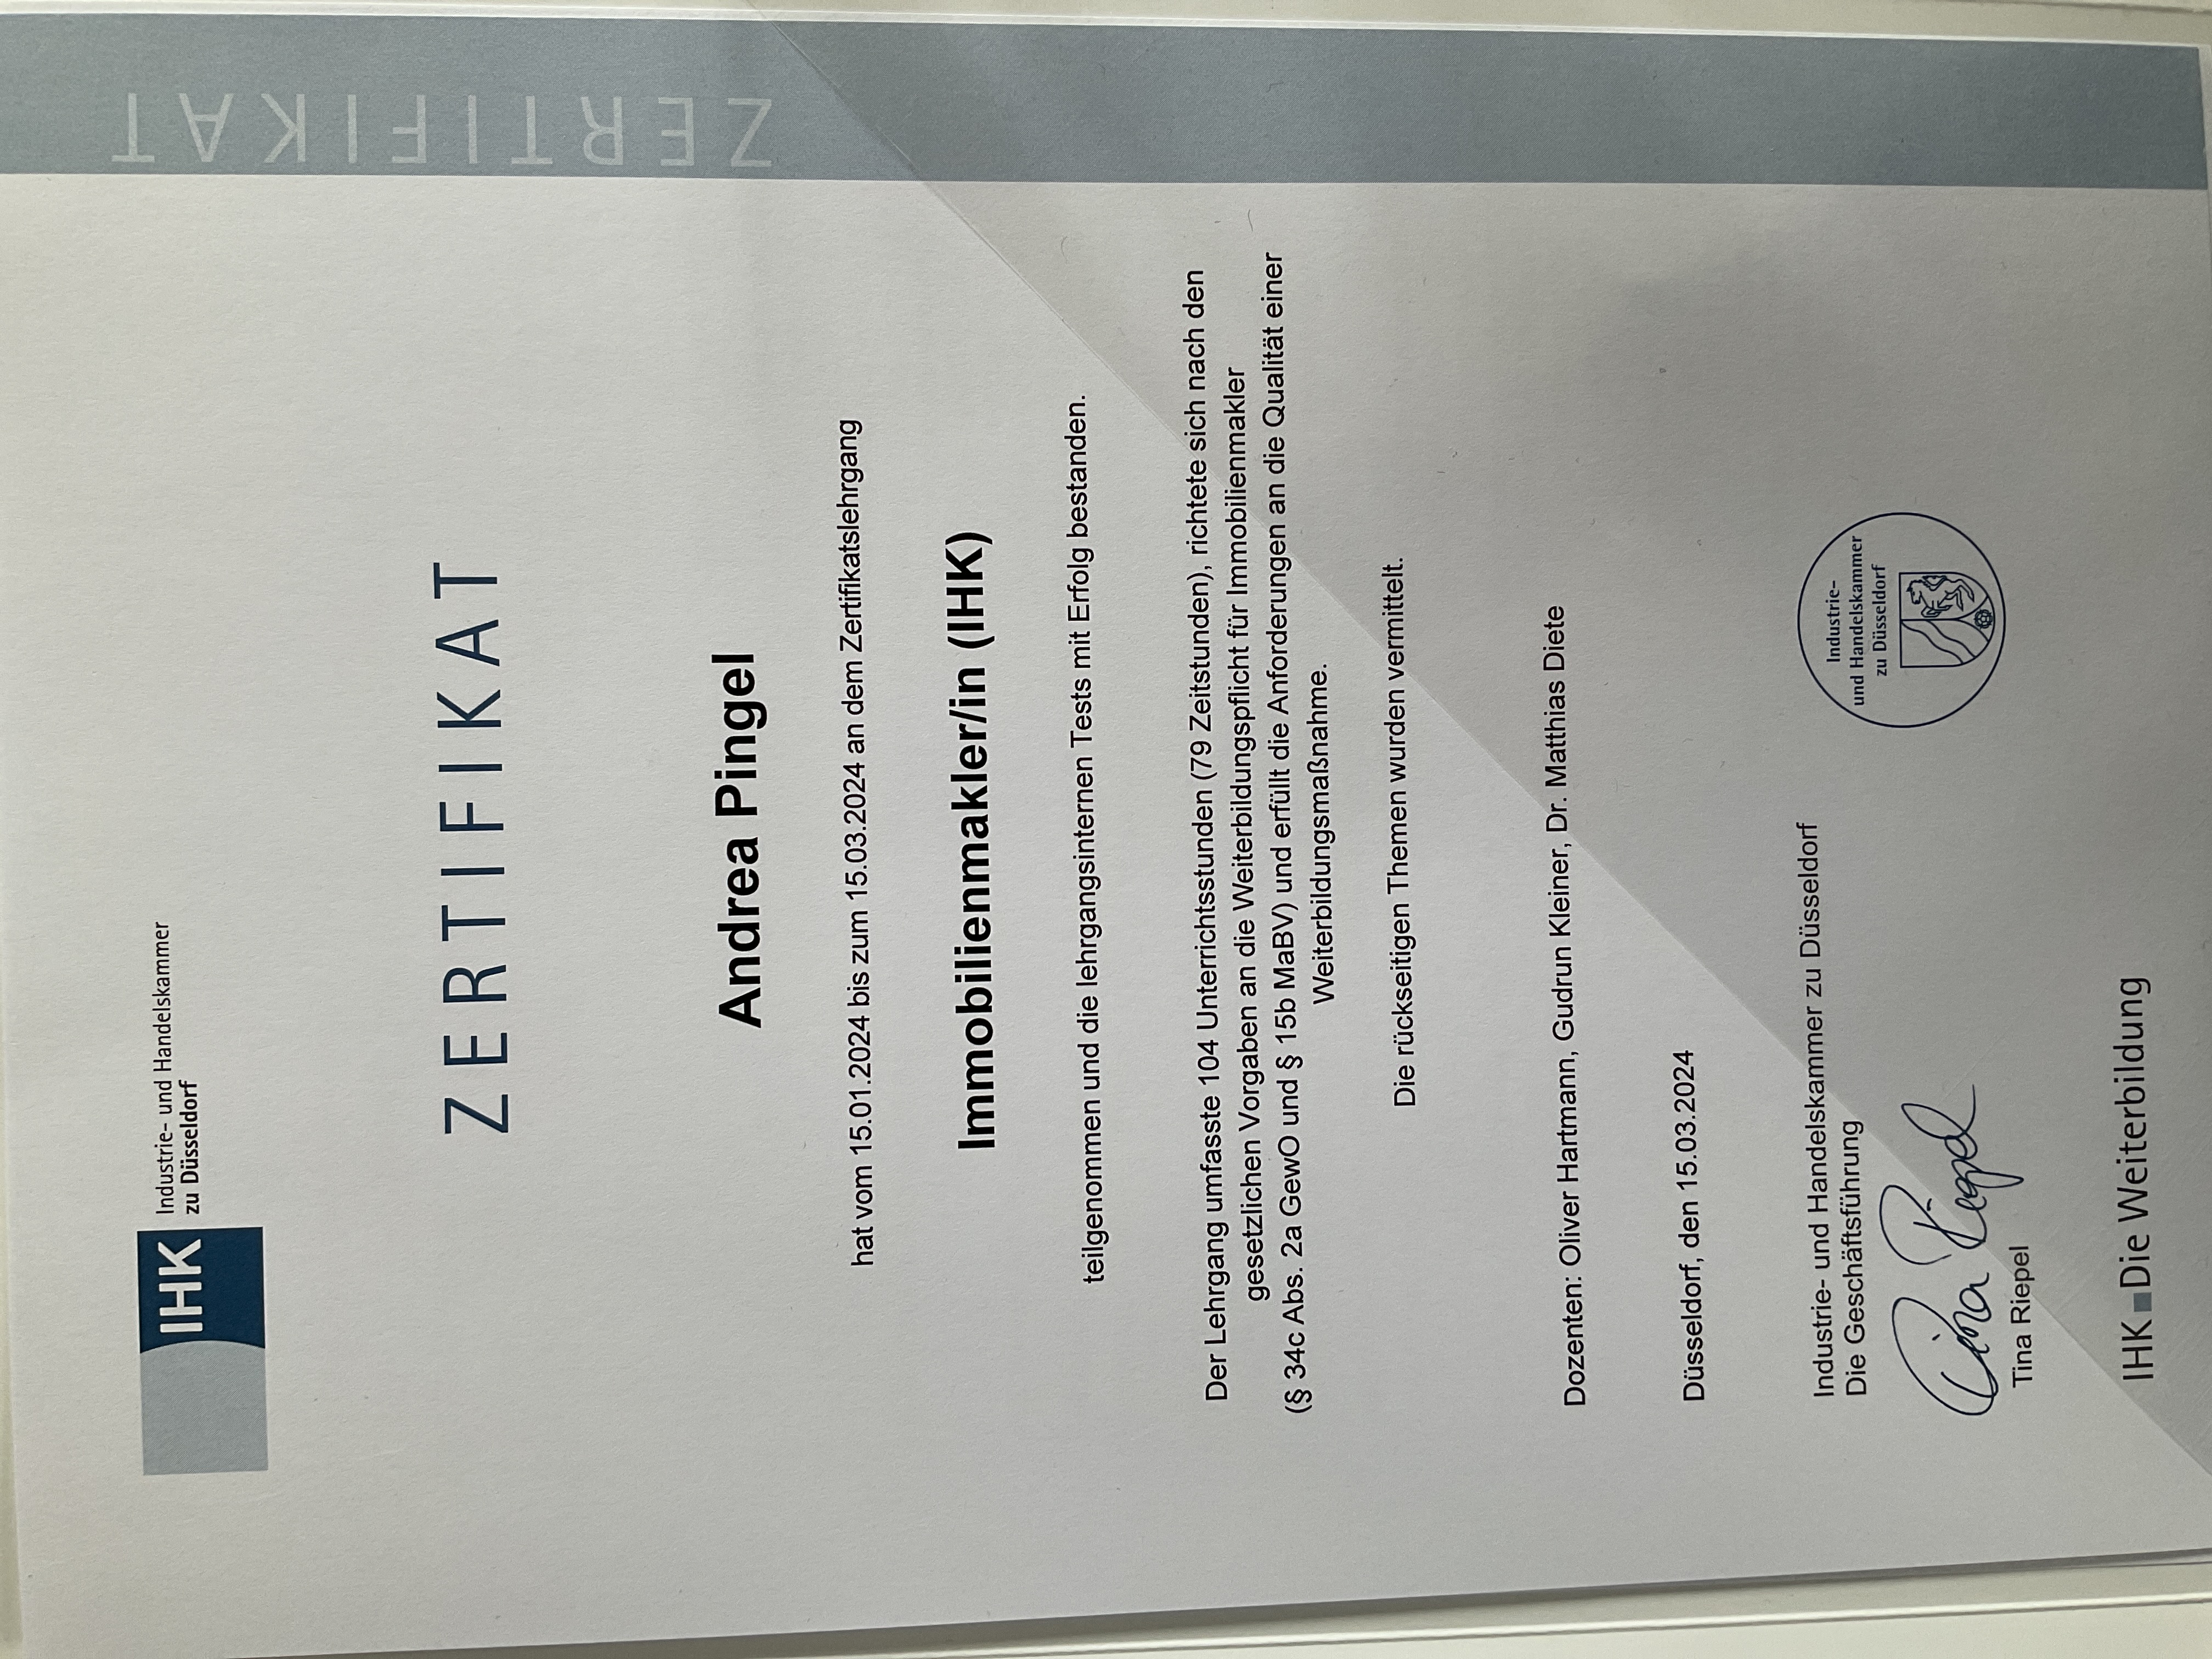 IHK
Industrie- und Handelskammer
zu Düsseldorf
ZERTIFIKAT
ZERTIFIKAT
Andrea Pingel
hat vom 15.01.2024 bis zum 15.03.2024 an dem Zertifikatslehrgang
Immobilienmakler/in (IHK)
teilgenommen und die lehrgangsinternen Tests mit Erfolg bestanden.
Der Lehrgang umfasste 104 Unterrichtsstunden (79 Zeitstunden), richtete sich nach den
gesetzlichen Vorgaben an die Weiterbildungspflicht für Immobilienmakler
(§ 34c Abs. 2a GewO und § 15b MaBV) und erfüllt die Anforderungen an die Qualität einer
Weiterbildungsmaßnahme.
Die rückseitigen Themen wurden vermittelt.
Dozenten: Oliver Hartmann, Gudrun Kleiner, Dr. Matthias Diete
Düsseldorf, den 15.03.2024
Industrie- und Handelskammer zu Düsseldorf
Die Geschäftsführung
Tina Riepel
Tina Riepel
Industrie-
und Handelskammer
zu Düsseldorf
IHK Die Weiterbildung